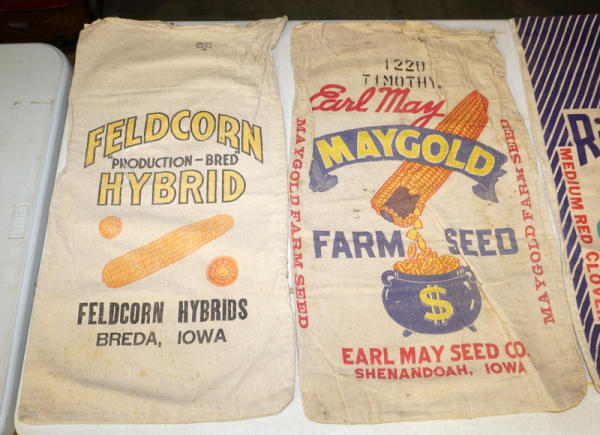 FELDCORN
"PRODUCTION-BRED
HYBRID
FELDCORN HYBRIDS
BREDA, IOWA
1220
TIMOTHY.
Earl May
MAYGOLD
MAYGOLD FARM SEED
MAYGOLD FARM SEED
FARM SEED
$
EARL MAY SEED CO.
SHENANDOAH, IOWA
MEDIUM RED CLOVER